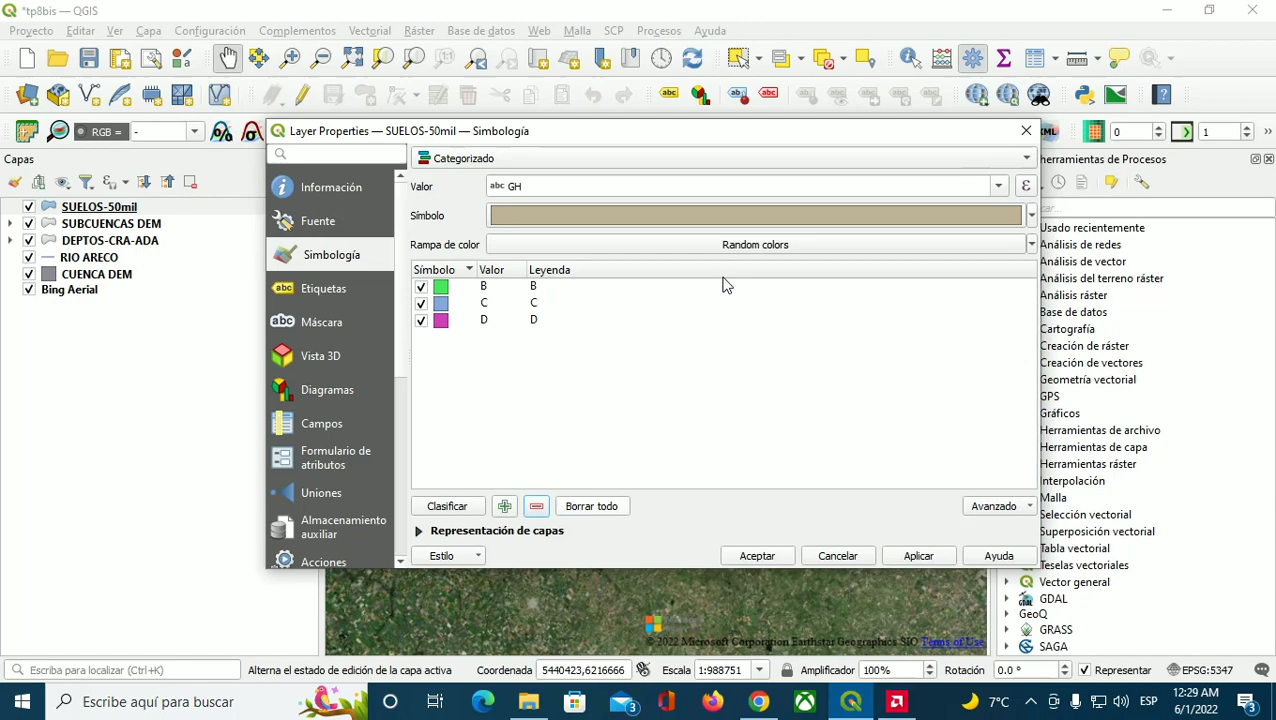 *tp8bis — QGIS
Proyecto Editar Ver Capa Configuración Complementos Vectorial Ráster Base de datos Web Malla SCP Procesos Ayuda
RGB = - 0 1
Capas
SUELOS-50mil
SUBCUENCAS DEM
DEPTOS-CRA-ADA
RIO ARECO
CUENCA DEM
Bing Aerial
Layer Properties — SUELOS-50mil — Simbología
Información
Fuente
Simbología
Etiquetas
Máscara
Vista 3D
Diagramas
Campos
Formulario de
atributos
Uniones
Almacenamiento
auxiliar
Acciones
Categorizado
Valor abc GH
Símbolo
Rampa de color Random colors
Símbolo Valor Leyenda
B B
C C
D D
Clasificar Borrar todo Avanzado
Representación de capas
Estilo Aceptar Cancelar Aplicar Ayuda
herramientas de Procesos
Usado recientemente
Análisis de redes
Análisis de vector
Análisis del terreno ráster
Análisis ráster
Base de datos
Cartografía
Creación de ráster
Creación de vectores
Geometría vectorial
GPS
Gráficos
Herramientas de archivo
Herramientas de capa
Herramientas ráster
Interpolación
Malla
Selección vectorial
Superposición vectorial
Tabla vectorial
Teselas vectoriales
Vector general
GDAL
GeoQ
GRASS
SAGA
© 2022 Microsoft Corporation Earthstar Geographics SIO Terms of Use
Escriba para localizar (Ctrl+K) Alterna el estado de edición de la capa activa Coordenada 5440423,6216666 Escala 1:988751 Amplificador 100% Rotación 0.0 ° Representar EPSG:5347
Escribe aquí para buscar 3 7°C ESP 12:29 AM
6/1/2022 3